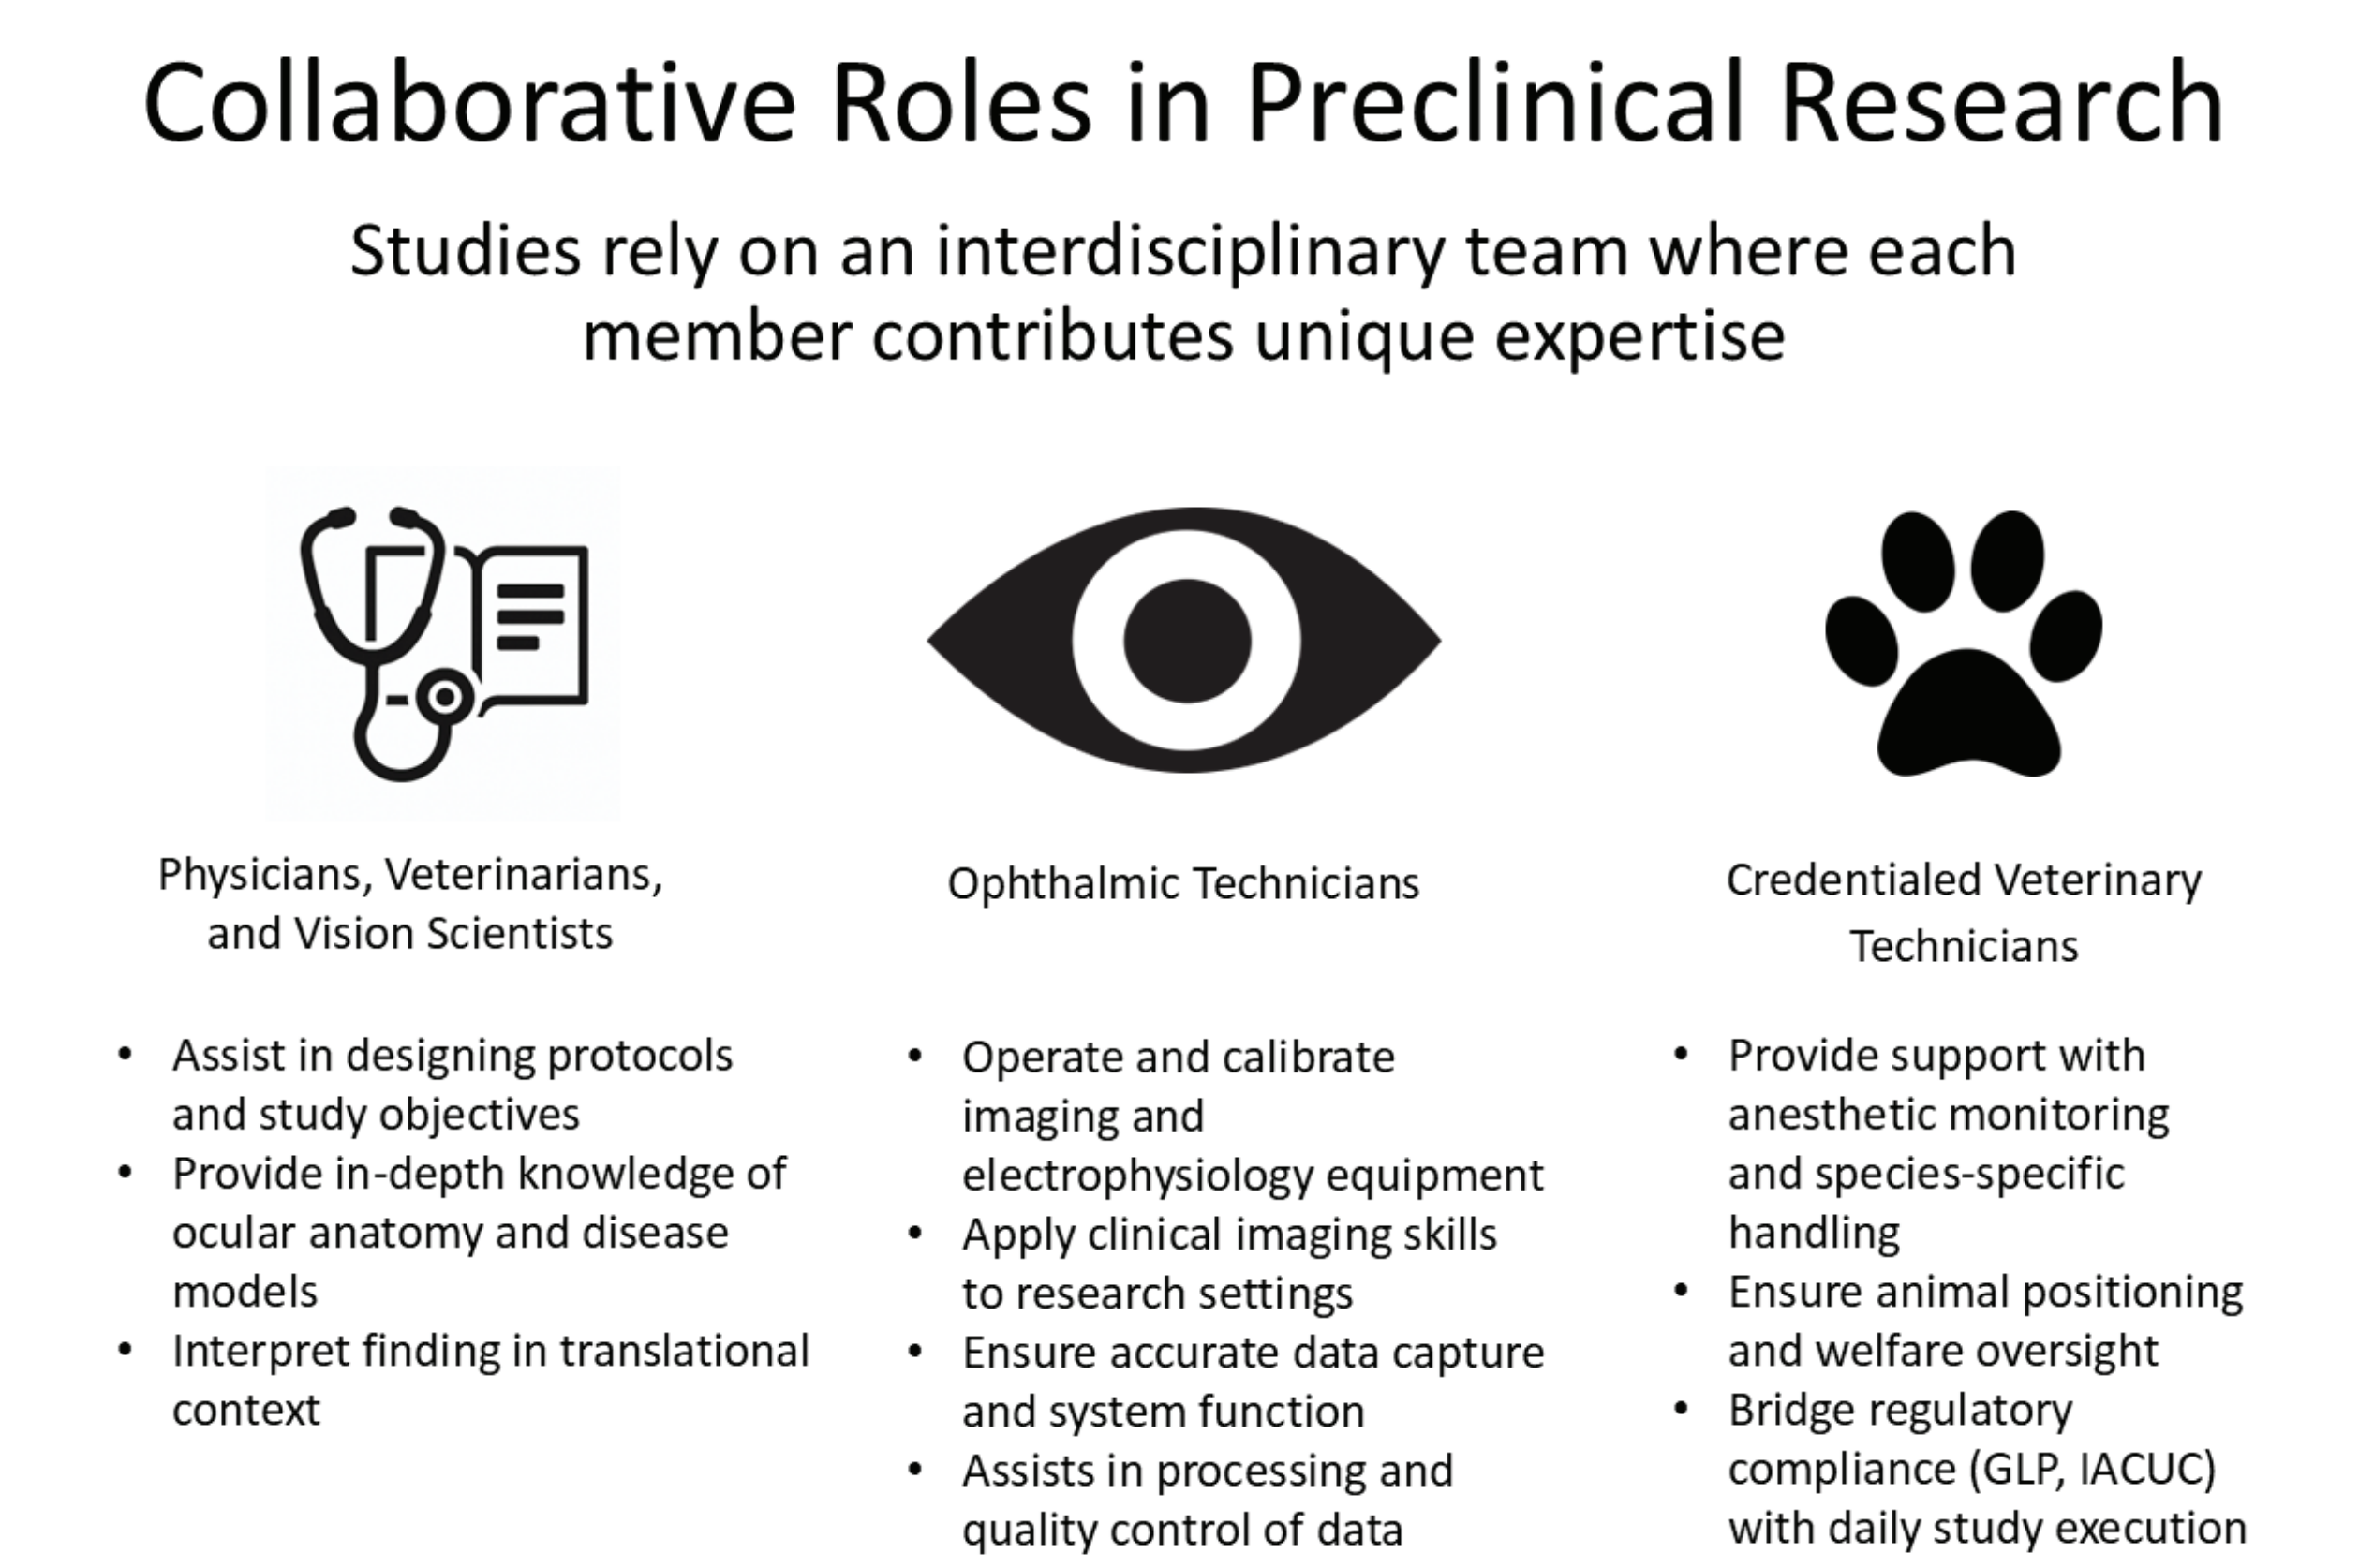 Collaborative Roles in Preclinical Research
Studies rely on an interdisciplinary team where each
member contributes unique expertise
Physicians, Veterinarians,
and Vision Scientists
• Assist in designing protocols
and study objectives
• Provide in-depth knowledge of
ocular anatomy and disease
models
• Interpret finding in translational
context
Ophthalmic Technicians
• Operate and calibrate
imaging and
electrophysiology equipment
• Apply clinical imaging skills
to research settings
• Ensure accurate data capture
and system function
• Assists in processing and
quality control of data
Credentialed Veterinary
Technicians
• Provide support with
anesthetic monitoring
and species-specific
handling
• Ensure animal positioning
and welfare oversight
• Bridge regulatory
compliance (GLP, IACUC)
with daily study execution